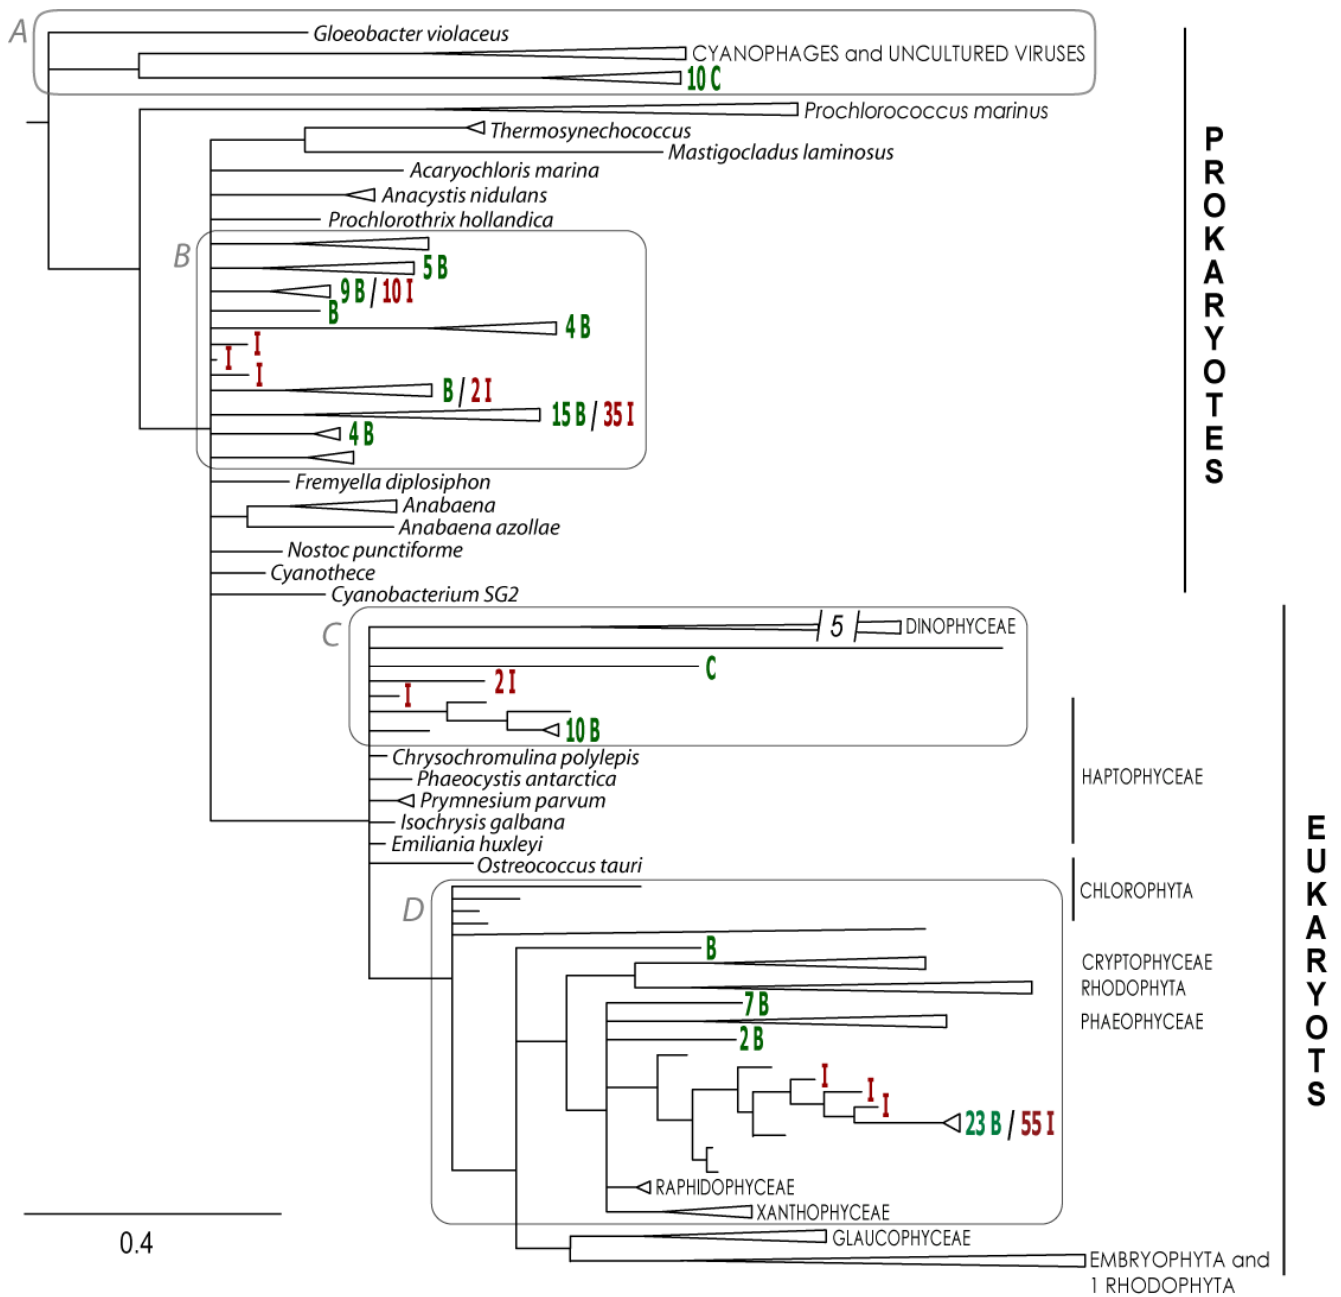 A
Gloeobacter violaceus
CYANOPHAGES and UNCULTURED VIRUSES
10 C
Prochlorococcus marinus
Thermosynechococcus
Mastigocladus laminosus
Acaryochloris marina
Anacystis nidulans
Prochlorothrix hollandica
B
5 B
9 B / 10 I
B
4 B
I
I
I
B / 2 I
15 B / 35 I
4 B
Fremyella diplosiphon
Anabaena
Anabaena azollae
Nostoc punctiforme
Cyanothece
Cyanobacterium SG2
PROKARYOTES
C
5
DINOPHYCEAE
C
2 I
I
10 B
Chrysochromulina polylepis
Phaeocystis antarctica
Prymnesium parvum
Isochrysis galbana
Emiliania huxleyi
HAPTOPHYCEAE
Ostreococcus tauri
CHLOROPHYTA
D
B
CRYPTOPHYCEAE
RHODOPHYTA
7 B
PHAEOPHYCEAE
2 B
I
I
I
23 B / 55 I
RAPHIDOPHYCEAE
XANTHOPHYCEAE
GLAUCOPHYCEAE
EMBRYOPHYTA and
1 RHODOPHYTA
EUKARYOTS
0.4